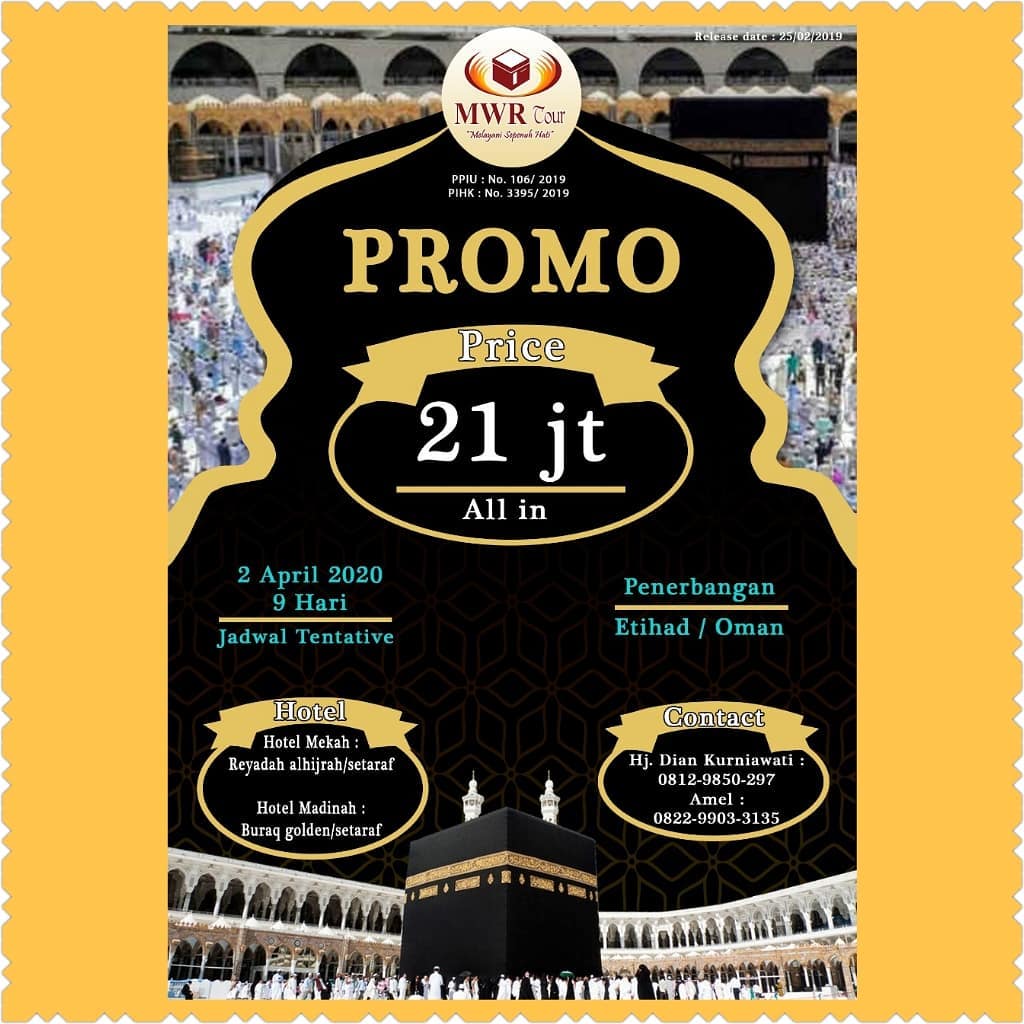 Release date : 25/02/2019
MWR Tour
"Melayani Sepenuh Hati"
PPIU : No. 106/ 2019
PIHK : No. 3395/ 2019
PROMO
Price
21 jt
All in
2 April 2020
9 Hari
Jadwal Tentative
Penerbangan
Etihad / Oman
Hotel
Hotel Mekah :
Reyadah alhijrah/setaraf
Hotel Madinah :
Buraq golden/setaraf
Contact
Hj. Dian Kurniawati :
0812-9850-297
Amel :
0822-9903-3135